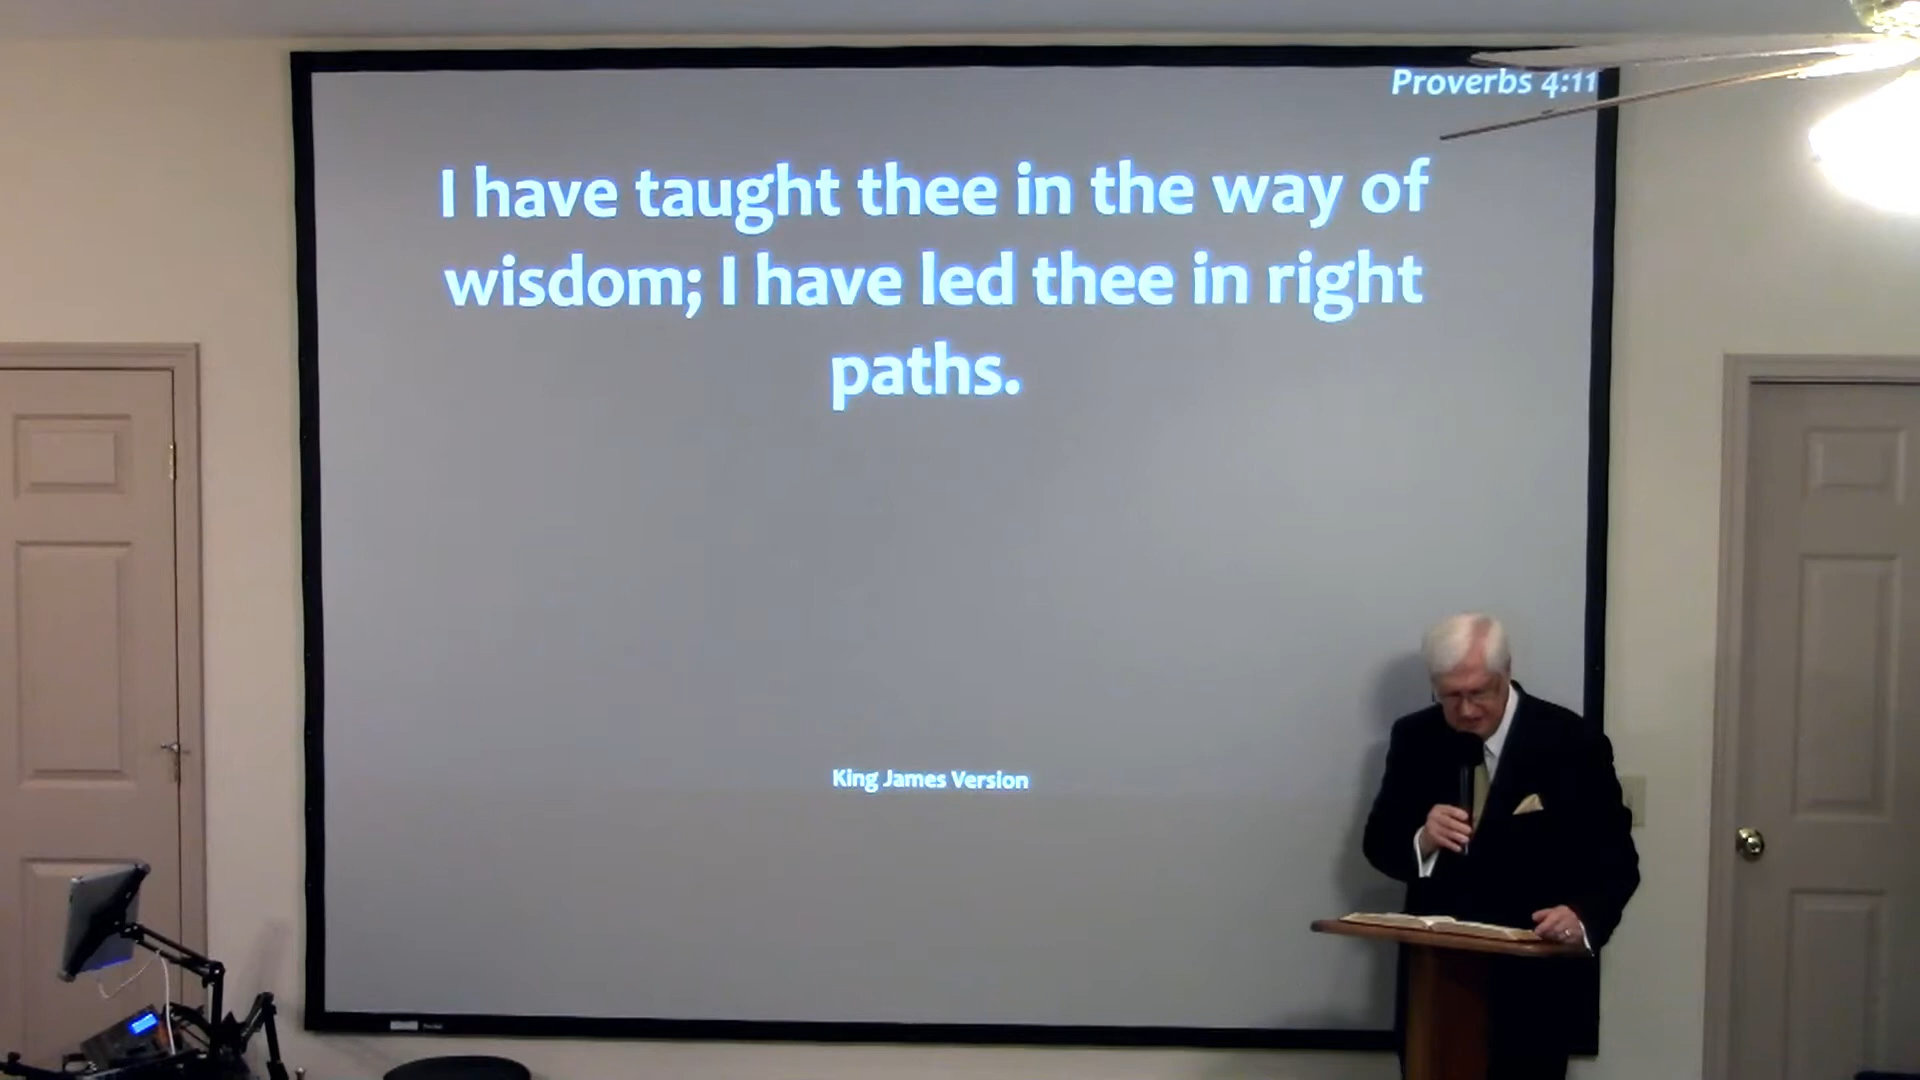 Proverbs 4:11
I have taught thee in the way of
wisdom; I have led thee in right
paths.
King James Version